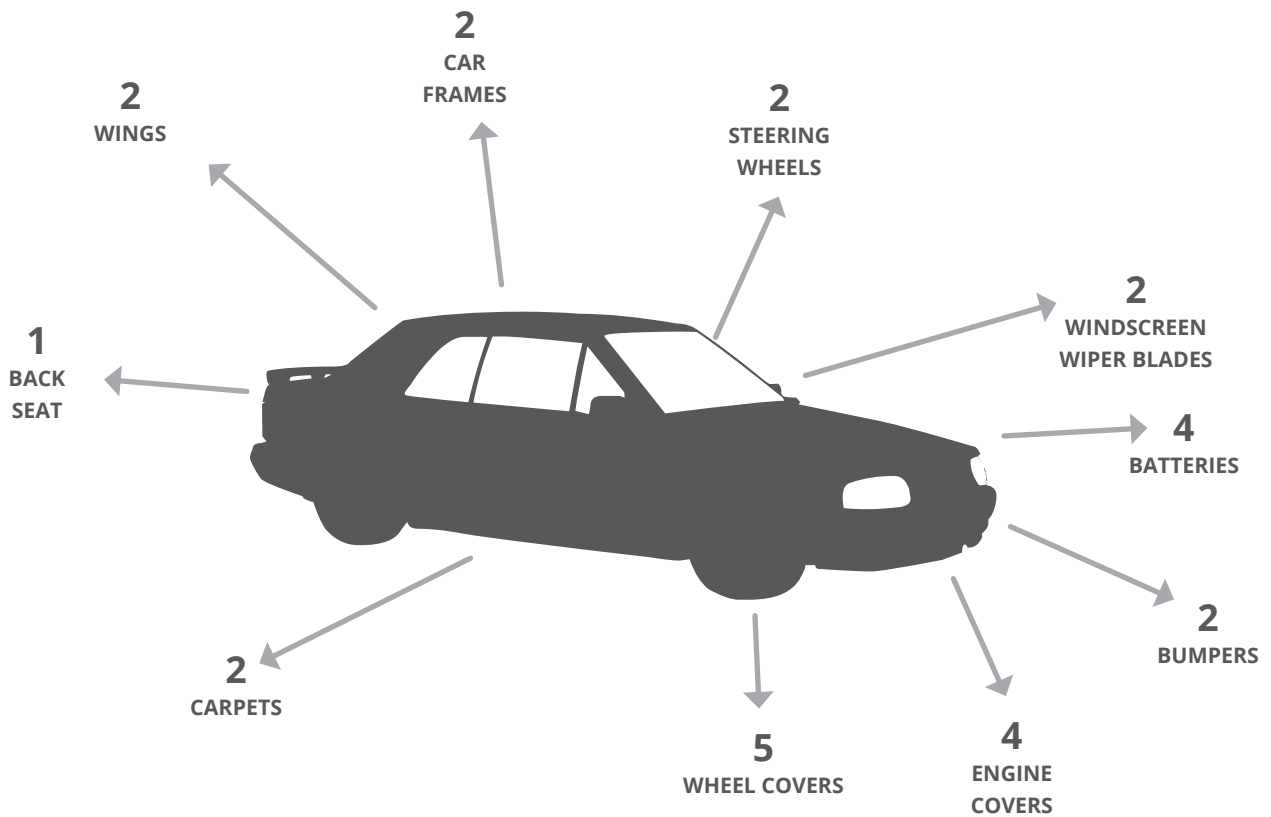 2
CAR
FRAMES
2
WINGS
2
STEERING
WHEELS
2
WINDSCREEN
WIPER BLADES
1
BACK
SEAT
4
BATTERIES
2
BUMPERS
2
CARPETS
5
WHEEL COVERS
4
ENGINE
COVERS